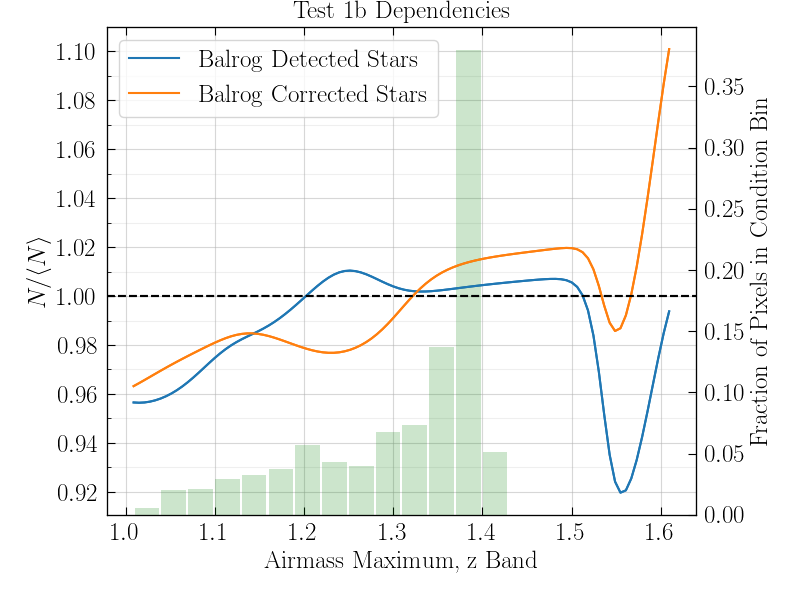 Test 1b Dependencies
Balrog Detected Stars
Balrog Corrected Stars
N/⟨N⟩
1.10
1.08
1.06
1.04
1.02
1.00
0.98
0.96
0.94
0.92
0.35
0.30
0.25
0.20
0.15
0.10
0.05
0.00
Fraction of Pixels in Condition Bin
1.0 1.1 1.2 1.3 1.4 1.5 1.6
Airmass Maximum, z Band